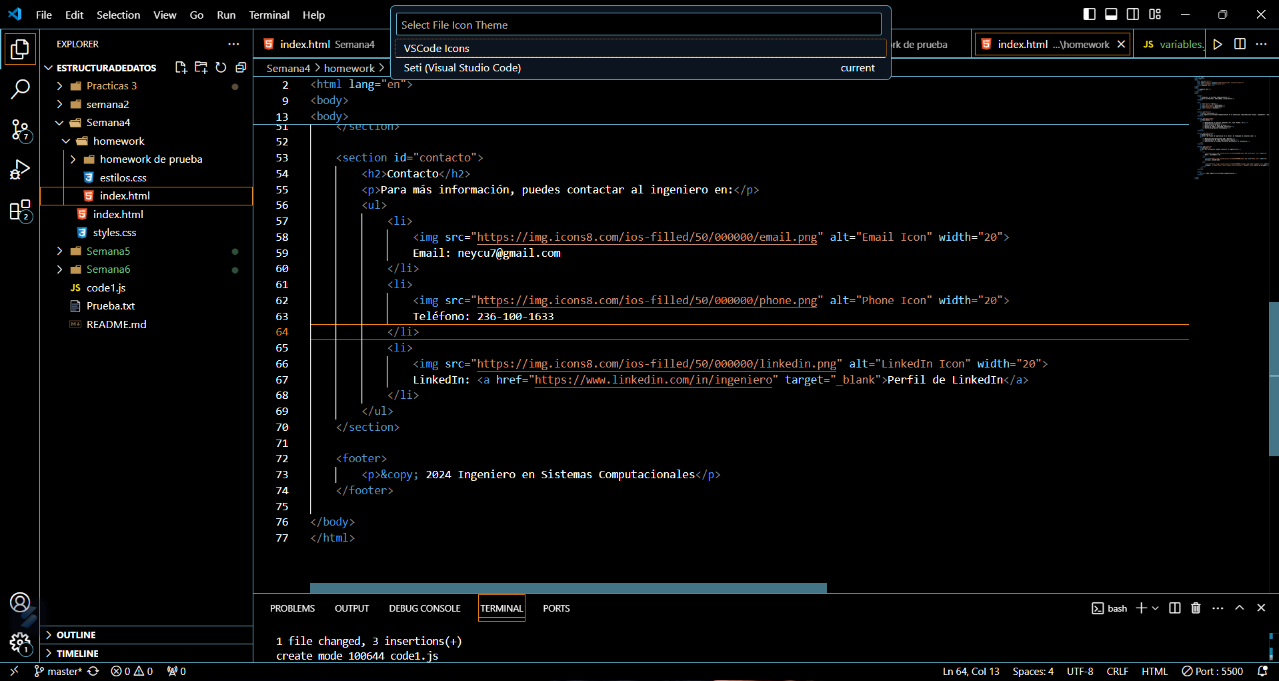 File Edit Selection View Go Run Terminal Help
Select File Icon Theme
VSCode Icons
Seti (Visual Studio Code) current
EXPLORER
ESTRUCTURADEDATOS
Practicas 3
semana2
Semana4
homework
homework de prueba
estilos.css
index.html
index.html
styles.css
Semana5
Semana6
JS code1.js
Prueba.txt
README.md
OUTLINE
TIMELINE
7
2
1
index.html Semana4
rk de prueba
index.html ...\homework
JS variables.
Semana4 > homework >
2 <html lang="en">
9 <body>
13 <body>
51 </section>
52
53 <section id="contacto">
54 <h2>Contacto</h2>
55 <p>Para más información, puedes contactar al ingeniero en:</p>
56 <ul>
57 <li>
58 <img src="https://img.icons8.com/ios-filled/50/000000/email.png" alt="Email Icon" width="20">
59 Email: neycu7@gmail.com
60 </li>
61 <li>
62 <img src="https://img.icons8.com/ios-filled/50/000000/phone.png" alt="Phone Icon" width="20">
63 Teléfono: 236-100-1633
64 </li>
65 <li>
66 <img src="https://img.icons8.com/ios-filled/50/000000/linkedin.png" alt="LinkedIn Icon" width="20">
67 LinkedIn: <a href="https://www.linkedin.com/in/ingeniero" target="_blank">Perfil de LinkedIn</a>
68 </li>
69 </ul>
70 </section>
71
72 <footer>
73 <p>&copy; 2024 Ingeniero en Sistemas Computacionales</p>
74 </footer>
75
76 </body>
77 </html>
PROBLEMS OUTPUT DEBUG CONSOLE TERMINAL PORTS
bash
1 file changed, 3 insertions(+)
create mode 100644 code1.js
master* 0 0 0
Ln 64, Col 13 Spaces: 4 UTF-8 CRLF HTML Port : 5500